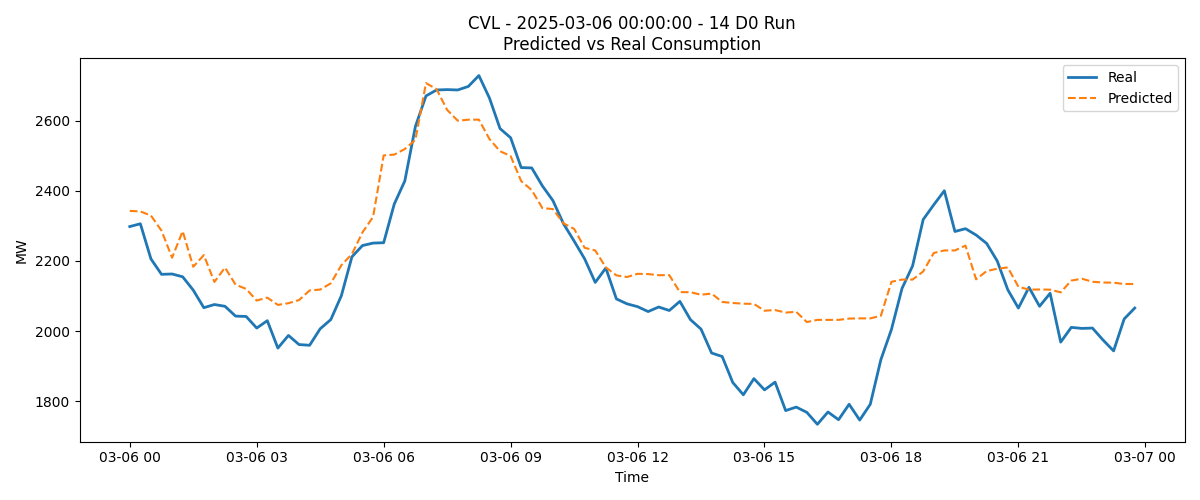 CVL - 2025-03-06 00:00:00 - 14 D0 Run
Predicted vs Real Consumption
Real
Predicted
MW
2600
2400
2200
2000
1800
03-06 00
03-06 03
03-06 06
03-06 09
03-06 12
03-06 15
03-06 18
03-06 21
03-07 00
Time